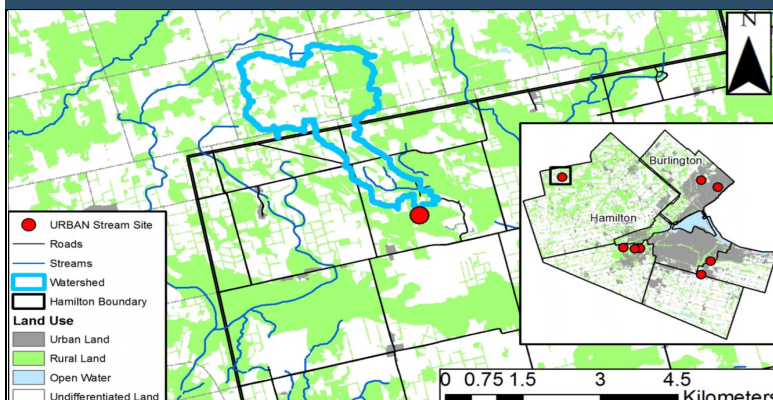 N
Burlington
Hamilton
URBAN Stream Site
Roads
Streams
Watershed
Hamilton Boundary
Land Use
Urban Land
Rural Land
Open Water
Undifferentiated Land
0 0.75 1.5 3 4.5
Kilometers